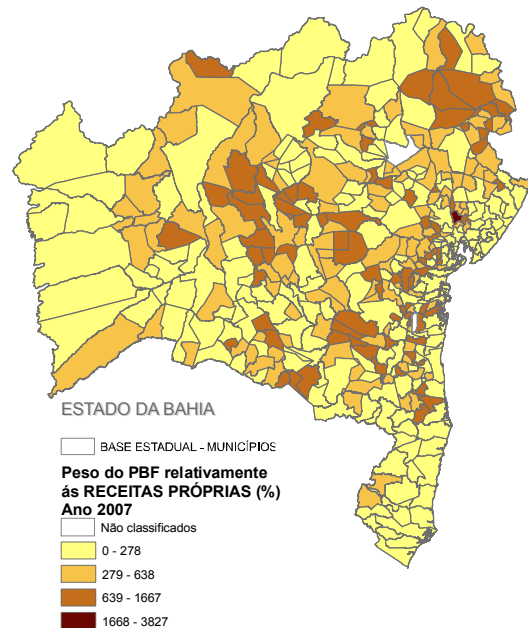 ESTADO DA BAHIA
BASE ESTADUAL - MUNICÍPIOS
Peso do PBF relativamente
ás RECEITAS PRÓPRIAS (%)
Ano 2007
Não classificados
0 - 278
279 - 638
639 - 1667
1668 - 3827